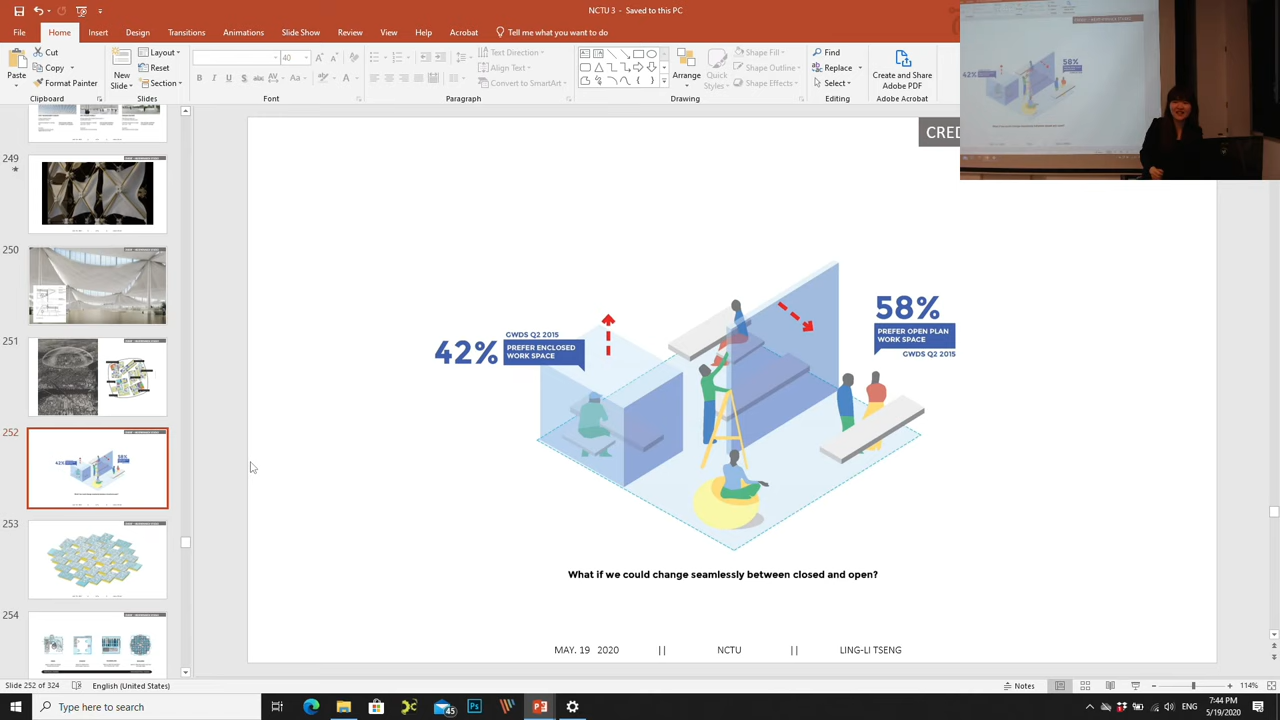 NCTU 3 - Saved to this PC
File Home Insert Design Transitions Animations Slide Show Review View Help Acrobat Tell me what you want to do
Paste
Cut
Copy
Format Painter
Clipboard
New
Slide
Layout
Reset
Section
Slides
40
Font
Text Direction
Align Text
Convert to SmartArt
Paragraph
Arrange
Quick
Styles
Shape Fill
Shape Outline
Shape Effects
Drawing
Find
Replace
Select
Editing
Create and Share
Adobe PDF
Adobe Acrobat
249
250
251
252
253
254
CRED
42%
GWDS Q2 2015
PREFER ENCLOSED
WORK SPACE
58%
PREFER OPEN PLAN
WORK SPACE
GWDS Q2 2015
What if we could change seamlessly between closed and open?
MAY. 19 2020 || NCTU || LING-LI TSENG
Slide 252 of 324 English (United States) Notes 114%
Type here to search
45
7:44 PM
5/19/2020